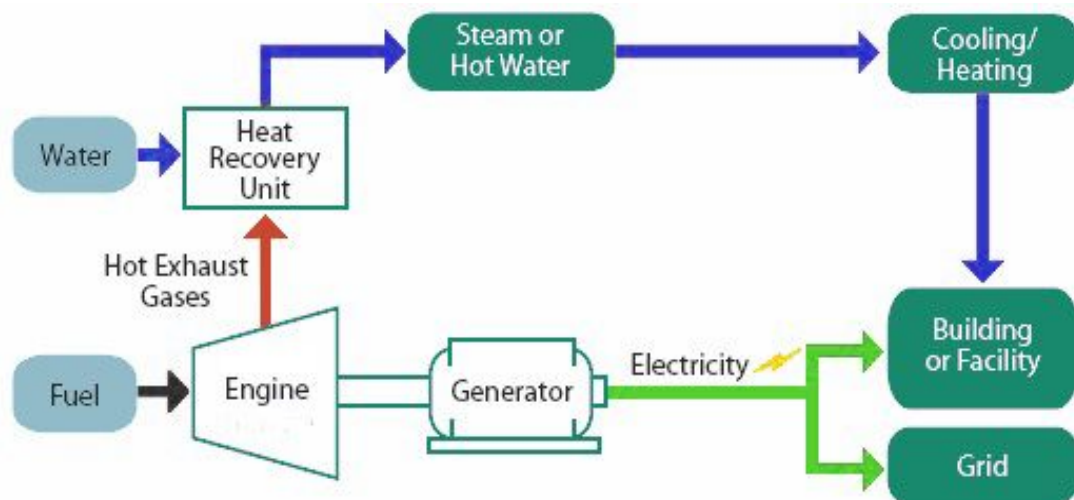 Steam or
Hot Water
Cooling/
Heating
Water
Heat
Recovery
Unit
Hot Exhaust
Gases
Fuel
Engine
Generator
Electricity
Building
or Facility
Grid